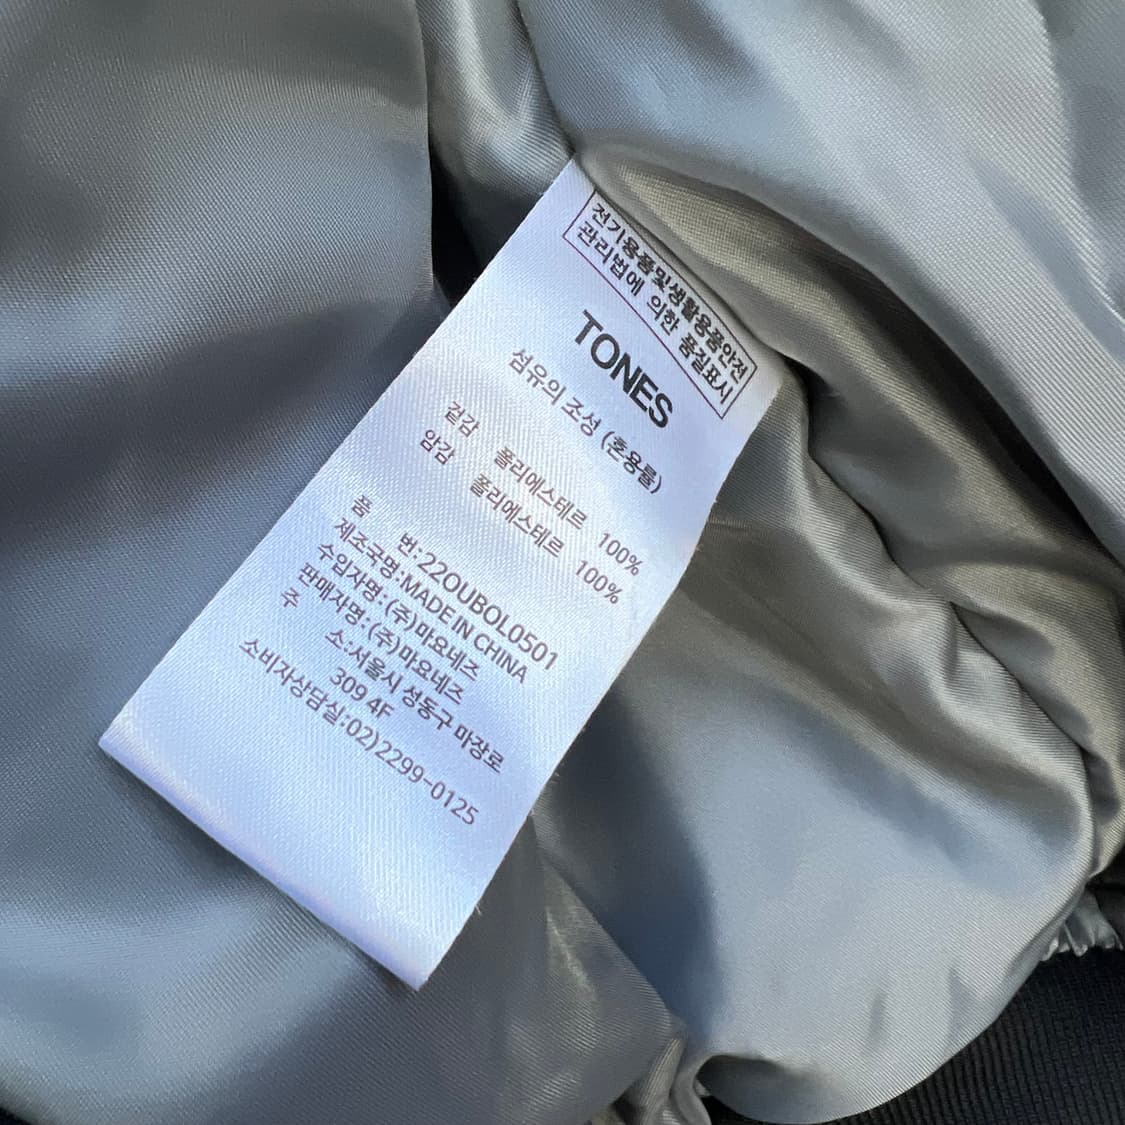 전기용품및생활용품안전
관리법에 의한 품질표시
TONES
섬유의 조성 (혼용률)
겉감 폴리에스테르 100%
암감 폴리에스테르 100%
품 번:22OUBOL0501
제조국명:MADE IN CHINA
수입자명:(주)마요네즈
판매자명:(주)마요네즈
주 소:서울시 성동구 마장로
309 4F
소비자상담실:02)2299-0125